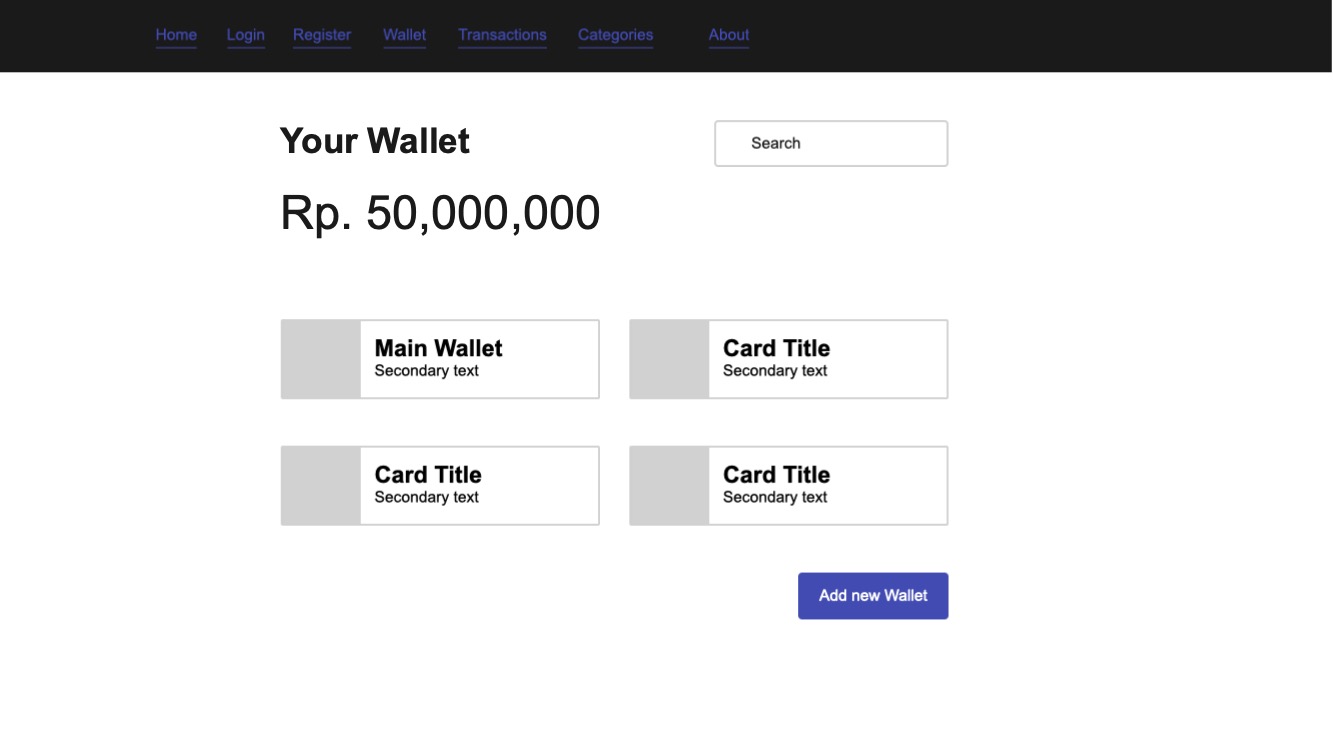 Home Login Register Wallet Transactions Categories About
Your Wallet
Search
Rp. 50,000,000
Main Wallet
Secondary text
Card Title
Secondary text
Card Title
Secondary text
Card Title
Secondary text
Add new Wallet